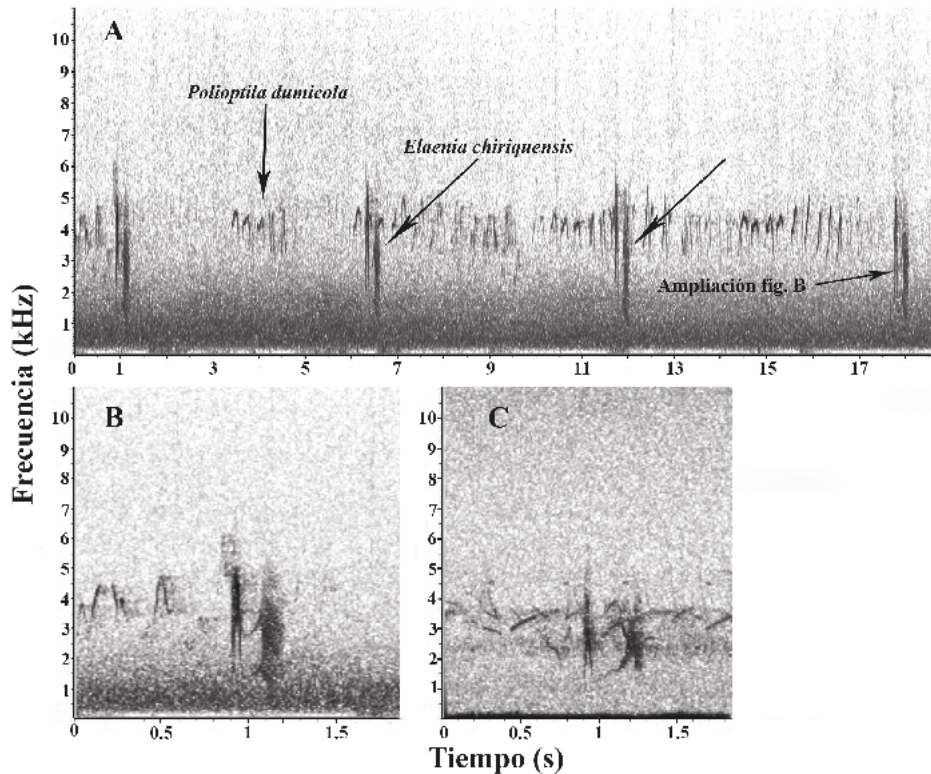 A
10
9
8
7
6
5
4
3
2
1
Polioptila dumicola
Elaenia chiriquensis
Ampliación fig. B
0 1 3 5 7 9 10 12 13 15 17
Frecuencia (kHz)
B
10
9
8
7
6
5
4
3
2
1
0 0.5 1 1.5
C
10
9
8
7
6
5
4
3
2
1
0 0.5 1 1.5
Tiempo (s)